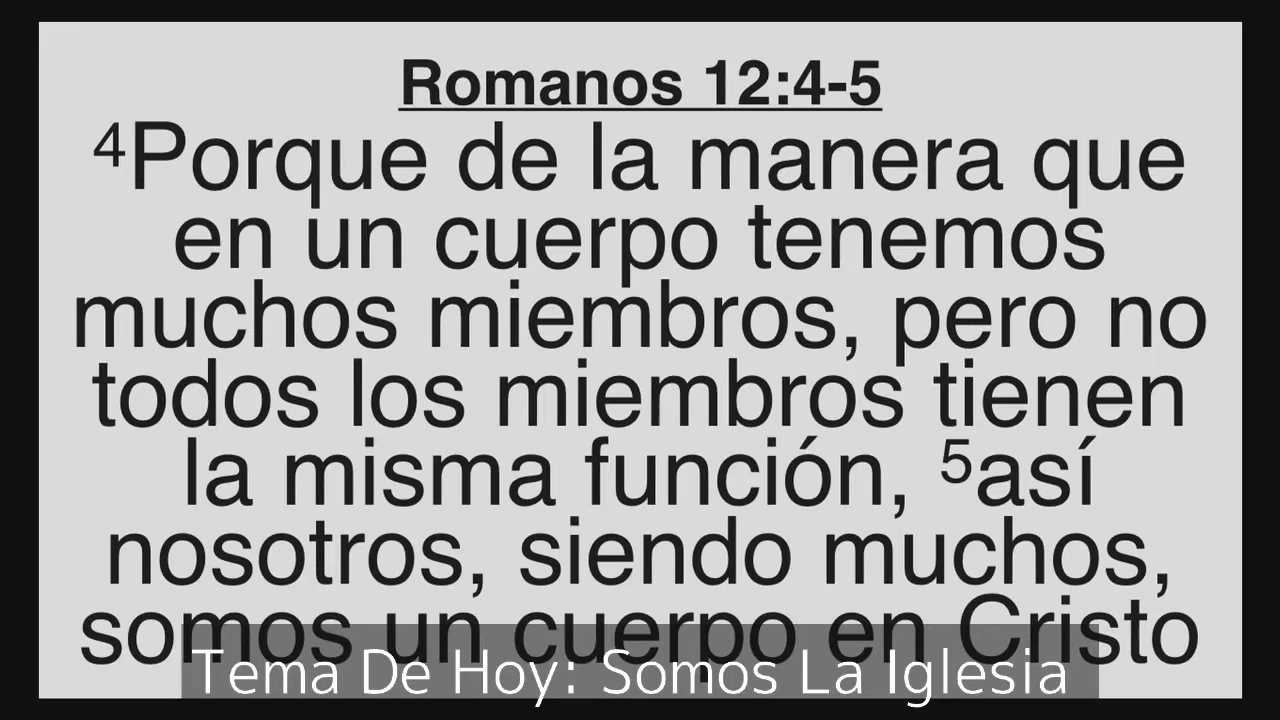 Romanos 12:4-5
⁴Porque de la manera que
en un cuerpo tenemos
muchos miembros, pero no
todos los miembros tienen
la misma función, ⁵así
nosotros, siendo muchos,
somos un cuerpo en Cristo
Tema De Hoy: Somos La Iglesia